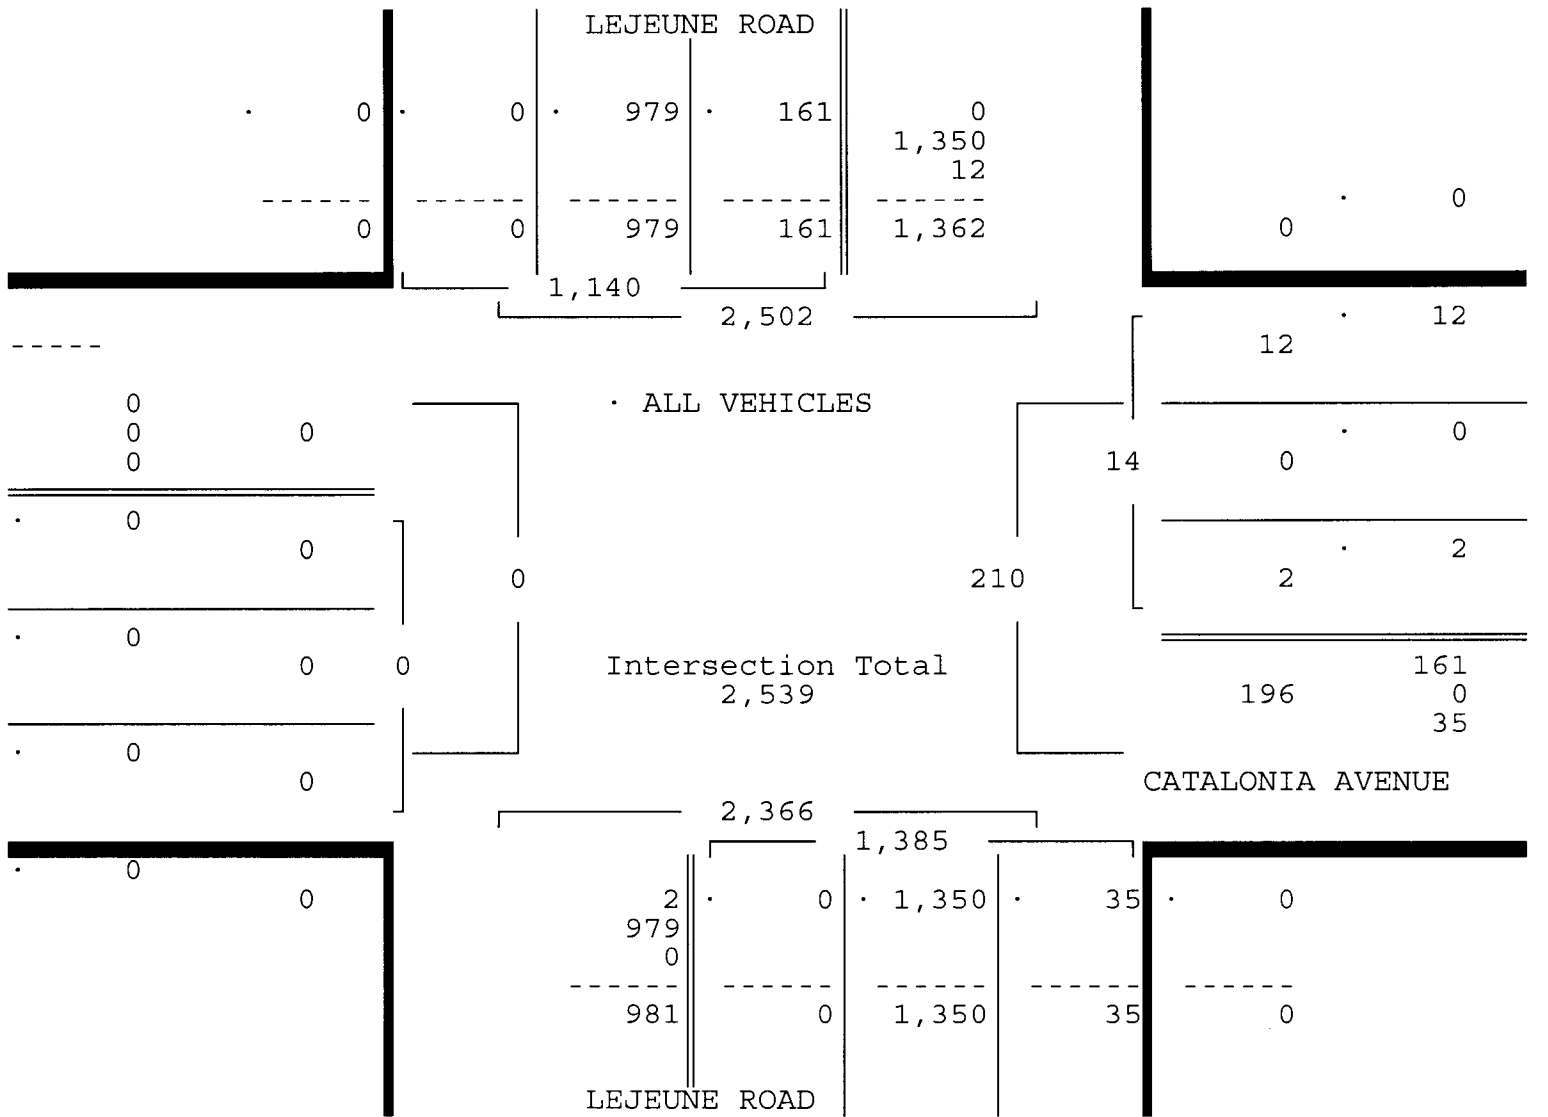 LEJEUNE ROAD
· 0 · 0 · 979 · 161 0
1,350
12
------ ------ ------ ------ ------
· 0
0 0 979 161 1,362 0
1,140
2,502 · 12
----- 12
0 · ALL VEHICLES
0 0 · 0
0 14 0
· 0
0 · 2
0 210 2
· 0
0 0 Intersection Total 161
2,539 196 0
35
· 0
0 CATALONIA AVENUE
2,366
1,385
· 0
0 2 · 0 · 1,350 · 35 · 0
979
0
------ ------ ------ ------ ------
981 0 1,350 35 0
LEJEUNE ROAD